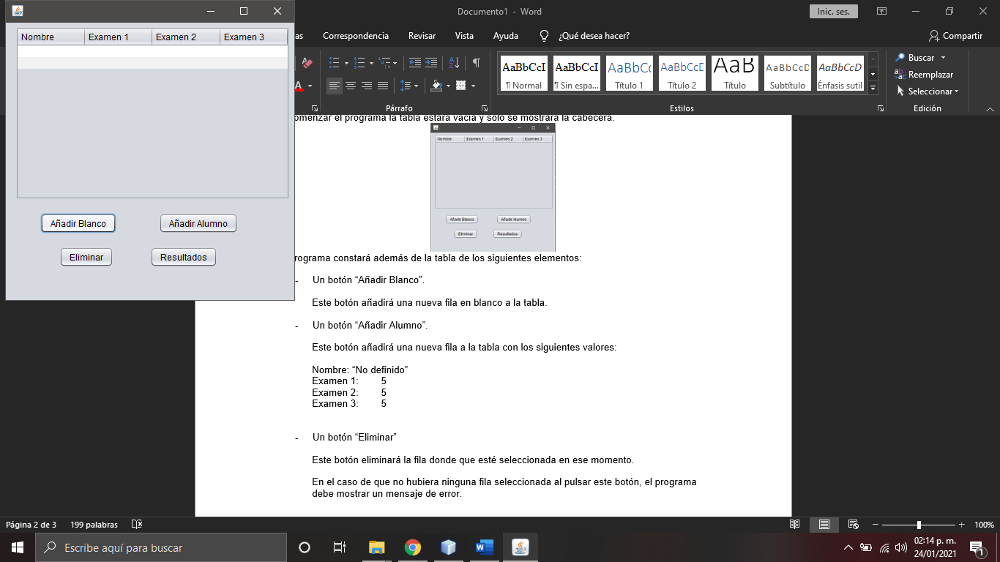 Documento1 - Word
Inic. ses.
Nombre Examen 1 Examen 2 Examen 3
Añadir Blanco Añadir Alumno
Eliminar Resultados
as Correspondencia Revisar Vista Ayuda ¿Qué desea hacer? Compartir
AaBbCcI AaBbCcI AaBbCc AaBbCcD AaB AaBbCcD AaBbCcD
¶ Normal ¶ Sin espa... Título 1 Título 2 Título Subtítulo Énfasis sutil
Buscar
Reemplazar
Seleccionar
Párrafo Estilos Edición
omenzar el programa la tabla estará vacía y solo se mostrará la cabecera.
Nombre Examen 1 Examen 2 Examen 3
Añadir Blanco Añadir Alumno
Eliminar Resultados
rograma constará además de la tabla de los siguientes elementos:
- Un botón “Añadir Blanco”.
Este botón añadirá una nueva fila en blanco a la tabla.
- Un botón “Añadir Alumno”.
Este botón añadirá una nueva fila a la tabla con los siguientes valores:
Nombre: “No definido”
Examen 1: 5
Examen 2: 5
Examen 3: 5
- Un botón “Eliminar”
Este botón eliminará la fila donde que esté seleccionada en ese momento.
En el caso de que no hubiera ninguna fila seleccionada al pulsar este botón, el programa
debe mostrar un mensaje de error.
Página 2 de 3 199 palabras 100%
Escribe aquí para buscar
02:14 p. m.
24/01/2021
1